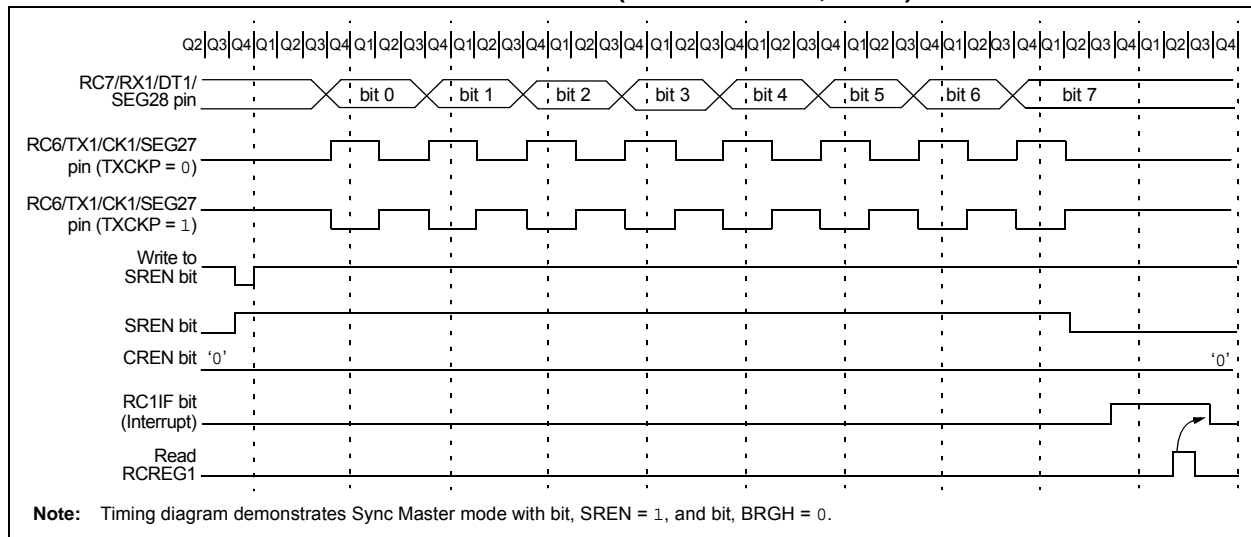 Q2 Q3 Q4 Q1 Q2 Q3 Q4 Q1 Q2 Q3 Q4 Q1 Q2 Q3 Q4 Q1 Q2 Q3 Q4 Q1 Q2 Q3 Q4 Q1 Q2 Q3 Q4 Q1 Q2 Q3 Q4 Q1 Q2 Q3 Q4 Q1 Q2 Q3 Q4 Q1 Q2 Q3 Q4
RC7/RX1/DT1/
SEG28 pin
bit 0 bit 1 bit 2 bit 3 bit 4 bit 5 bit 6 bit 7
RC6/TX1/CK1/SEG27
pin (TXCKP = 0)
RC6/TX1/CK1/SEG27
pin (TXCKP = 1)
Write to
SREN bit
SREN bit
CREN bit ‘0’ ‘0’
RC1IF bit
(Interrupt)
Read
RCREG1
Note: Timing diagram demonstrates Sync Master mode with bit, SREN = 1, and bit, BRGH = 0.